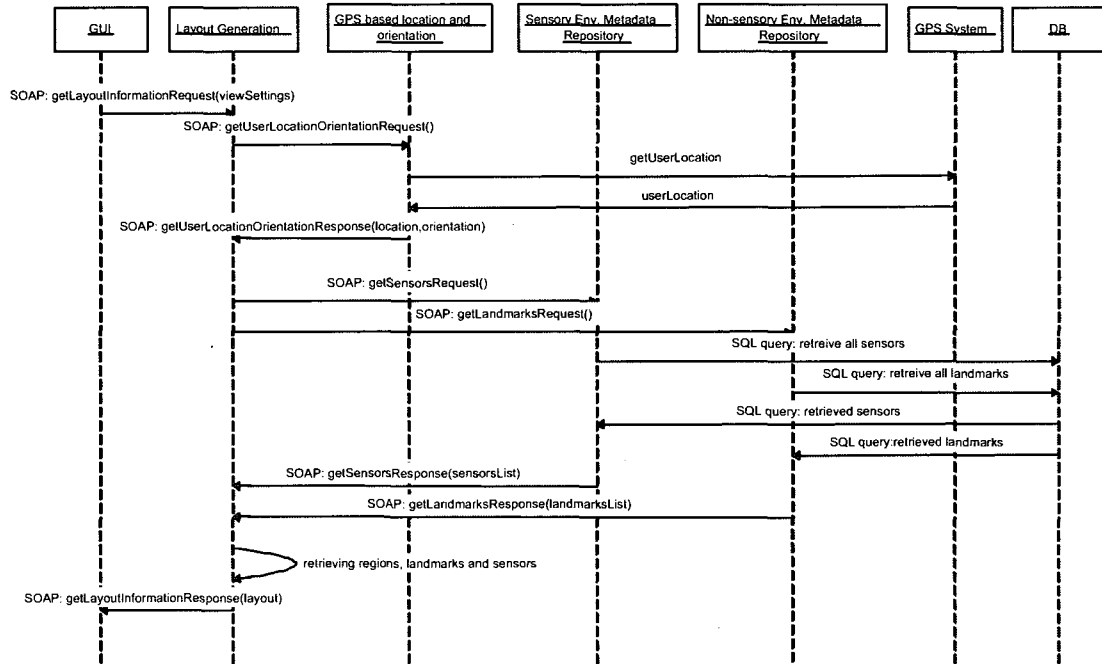 GUI
Layout Generation
GPS based location and
orientation
Sensory Env. Metadata
Repository
Non-sensory Env. Metadata
Repository
GPS System
DB
SOAP: getLayoutInformationRequest(viewSettings)
SOAP: getUserLocationOrientationRequest()
getUserLocation
userLocation
SOAP: getUserLocationOrientationResponse(location,orientation)
SOAP: getSensorsRequest()
SOAP: getLandmarksRequest()
SQL query: retreive all sensors
SQL query: retreive all landmarks
SQL query: retrieved sensors
SQL query:retrieved landmarks
SOAP: getSensorsResponse(sensorsList)
SOAP: getLandmarksResponse(landmarksList)
retrieving regions, landmarks and sensors
SOAP: getLayoutInformationResponse(layout)